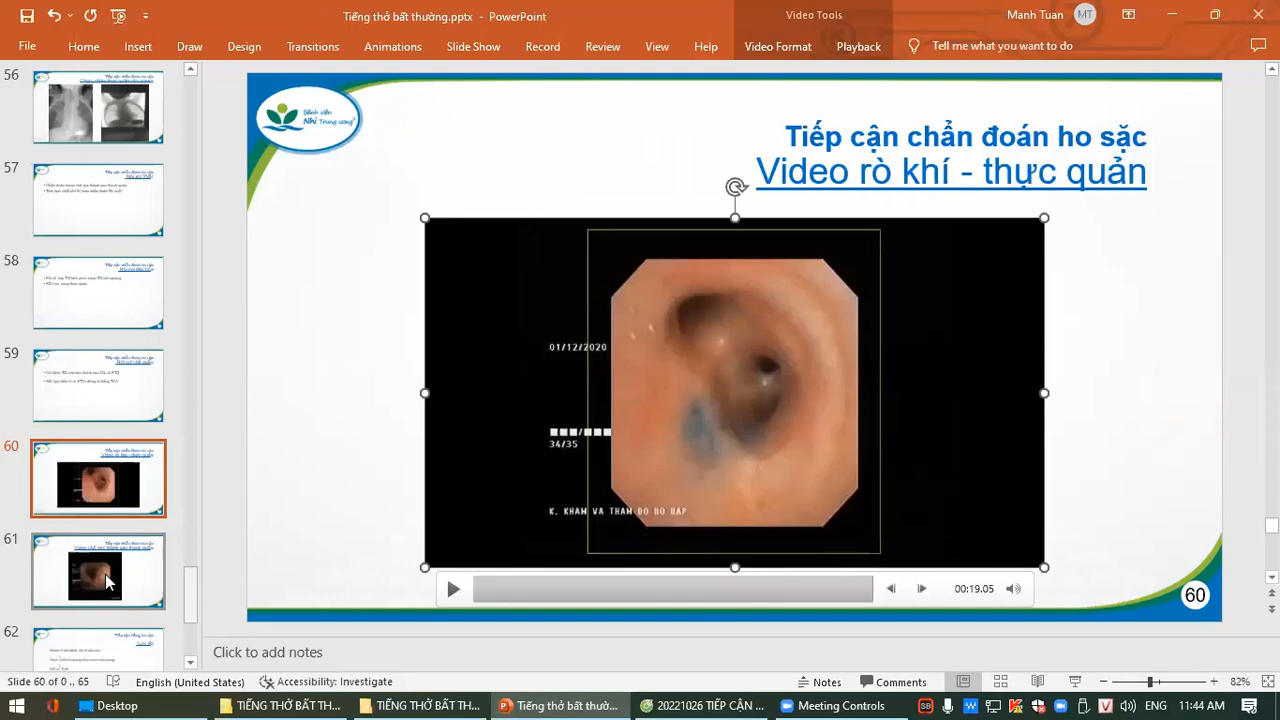 Tiếng thở bất thường.pptx - PowerPoint
Video Tools
Manh Tuan
MT
File
Home
Insert
Draw
Design
Transitions
Animations
Slide Show
Record
Review
View
Help
Video Format
Playback
Tell me what you want to do
56
57
58
59
60
61
62
Bệnh viện
Nhi Trung ương
Tiếp cận chẩn đoán ho sặc
Video rò khí - thực quản
01/12/2020
34/35
K. KHAM VA THAM DO HO HAP
00:19.05
60
Click to add notes
Slide 60 of 0 .. 65
English (United States)
Accessibility: Investigate
Notes
Comments
82%
Desktop
TIẾNG THỞ BẤT TH...
TIẾNG THỞ BẤT TH...
Tiếng thở bất thườ...
20221026 TIẾP CẬN ...
Meeting Controls
ENG
11:44 AM